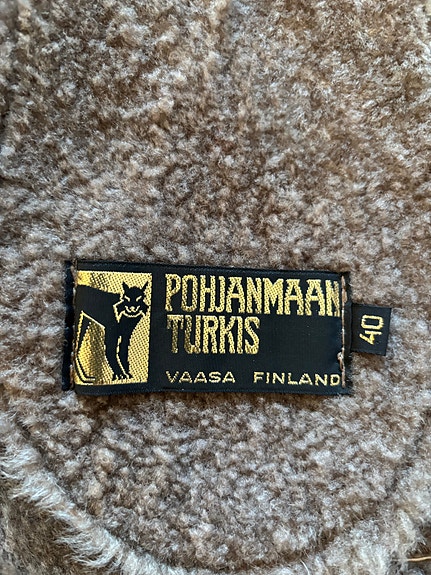 POHJANMAAN
TURKIS
VAASA FINLAND
40